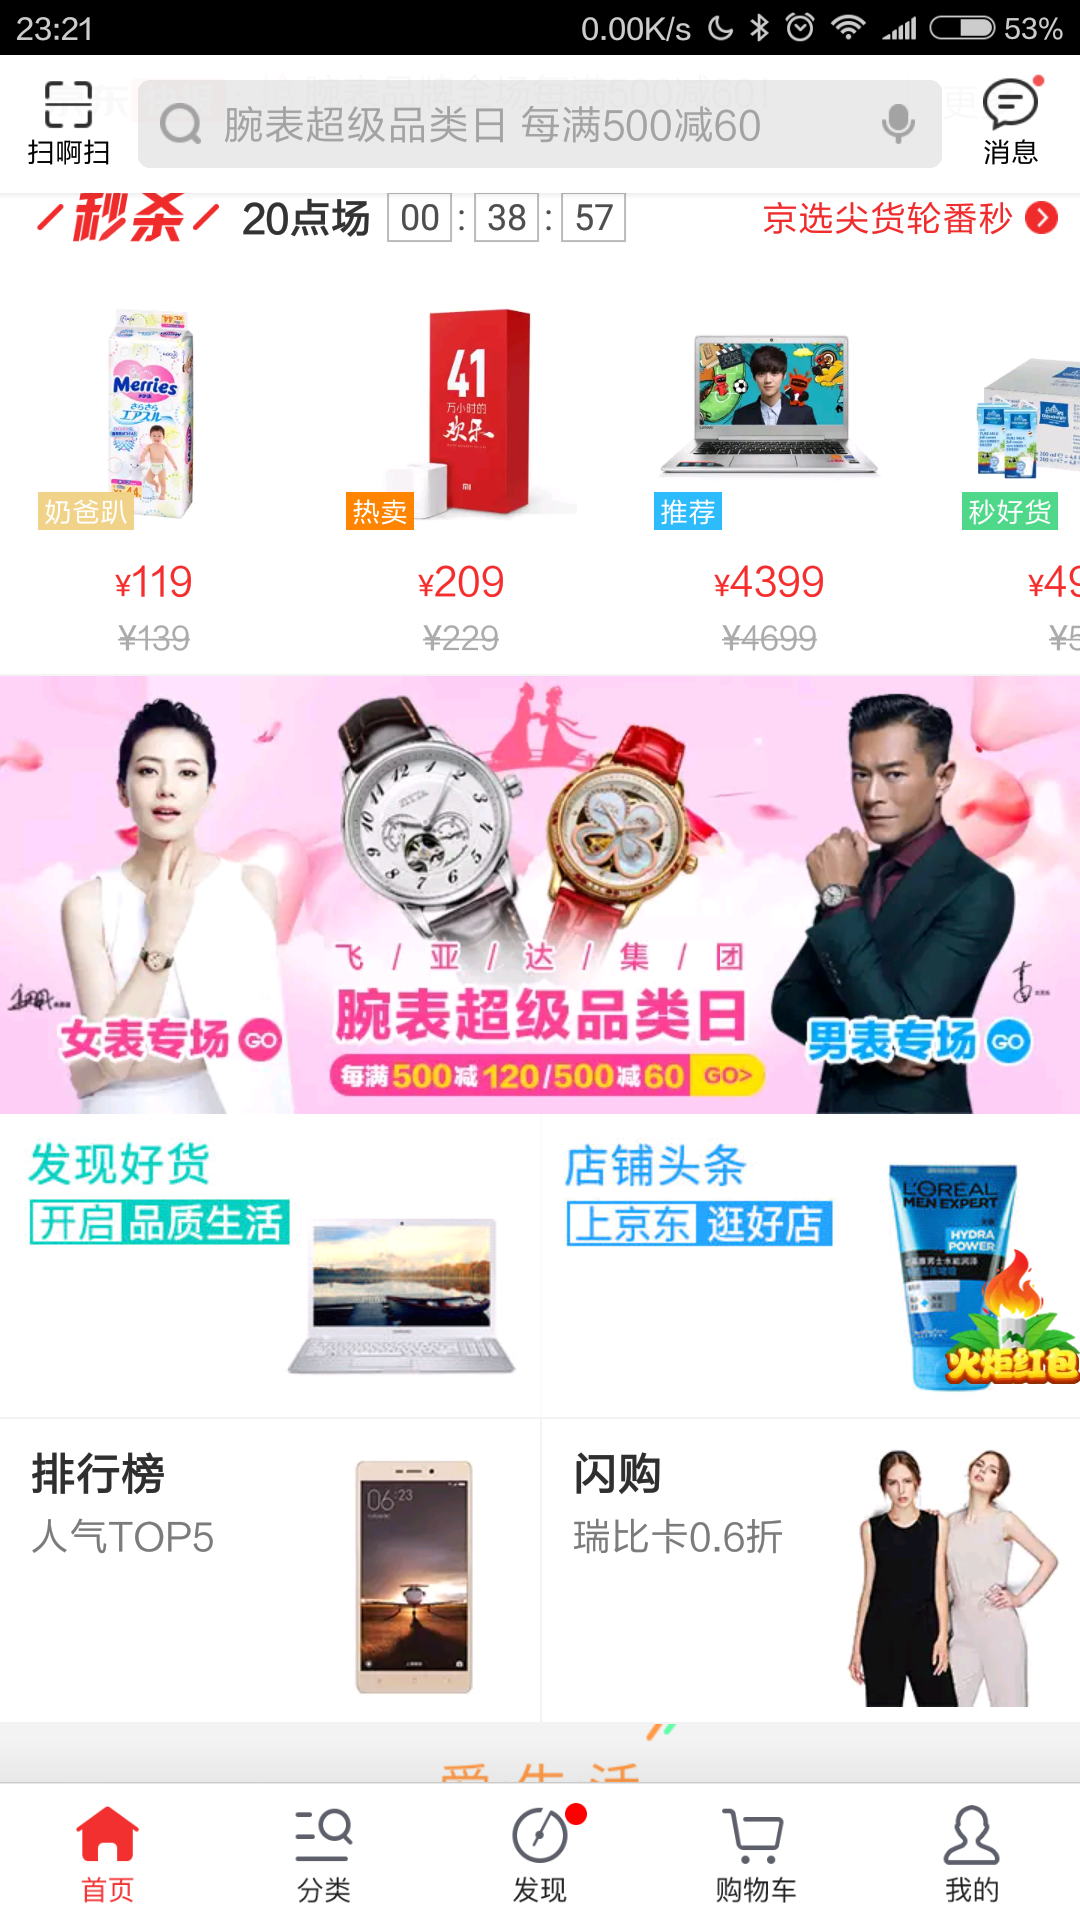 23:21
0.00K/s
53%
扫啊扫
腕表超级品类日 每满500减60
消息
秒杀
20点场 00 : 38 : 57
京选尖货轮番秒
Merries
エアスルー
41
万小时的
欢乐
奶爸趴
热卖
推荐
秒好货
¥119
¥209
¥4399
¥49
¥139
¥229
¥4699
¥5
飞 / 亚 / 达 / 集 / 团
腕表超级品类日
每满500减120/500减60 GO>
女表专场 GO
男表专场 GO
发现好货
开启 品质生活
店铺头条
上京东 逛好店
L'ORÉAL
MEN EXPERT
HYDRA
POWER
火炬红包
排行榜
人气TOP5
06:23
闪购
瑞比卡0.6折
爱生活
首页
分类
发现
购物车
我的